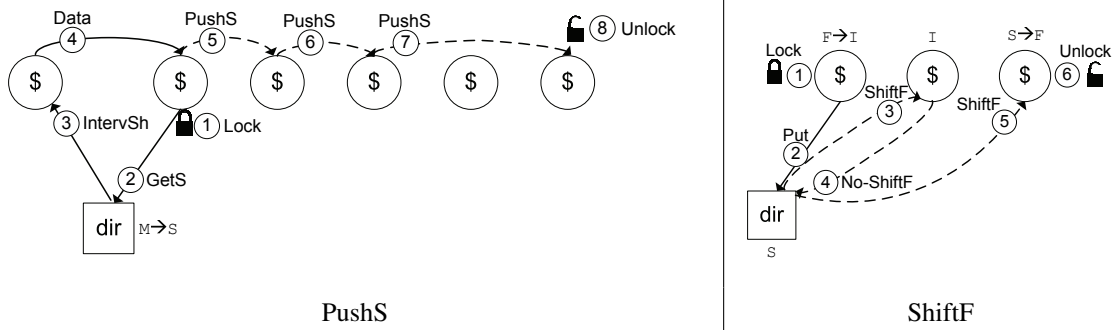 Data
4
PushS
5
PushS
6
PushS
7
8 Unlock
$ $ $ $ $ $
3 IntervSh
1 Lock
2 GetS
dir M→S
PushS
F→I I S→F
Lock
1
$ $ $
Unlock
6
ShiftF
3
ShiftF
5
Put
2
4 No-ShiftF
dir
S
ShiftF